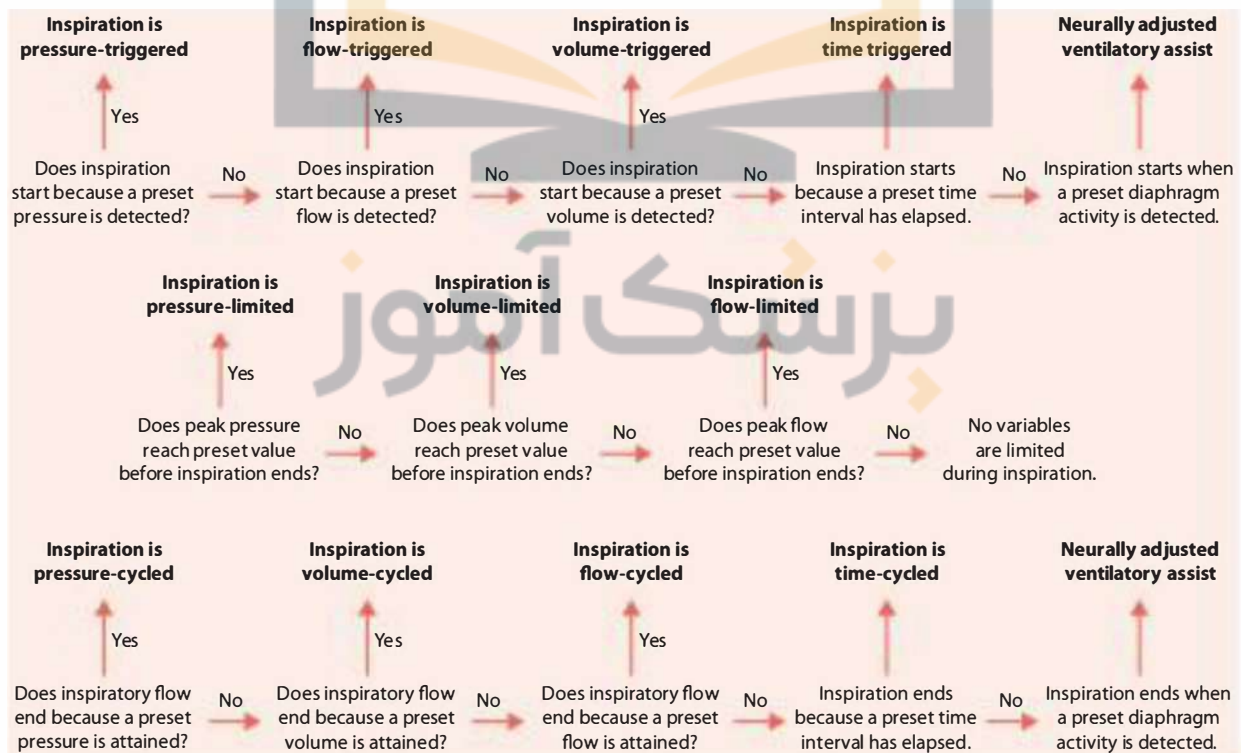 Inspiration is
pressure-triggered
Inspiration is
flow-triggered
Inspiration is
volume-triggered
Inspiration is
time triggered
Neurally adjusted
ventilatory assist
Yes
Yes
Yes
Does inspiration
start because a preset
pressure is detected?
No
Does inspiration
start because a preset
flow is detected?
No
Does inspiration
start because a preset
volume is detected?
No
Inspiration starts
because a preset time
interval has elapsed.
No
Inspiration starts when
a preset diaphragm
activity is detected.
پزشک آموز
Inspiration is
pressure-limited
Inspiration is
volume-limited
Inspiration is
flow-limited
Yes
Yes
Yes
Does peak pressure
reach preset value
before inspiration ends?
No
Does peak volume
reach preset value
before inspiration ends?
No
Does peak flow
reach preset value
before inspiration ends?
No
No variables
are limited
during inspiration.
Inspiration is
pressure-cycled
Inspiration is
volume-cycled
Inspiration is
flow-cycled
Inspiration is
time-cycled
Neurally adjusted
ventilatory assist
Yes
Yes
Yes
Does inspiratory flow
end because a preset
pressure is attained?
No
Does inspiratory flow
end because a preset
volume is attained?
No
Does inspiratory flow
end because a preset
flow is attained?
No
Inspiration ends
because a preset time
interval has elapsed.
No
Inspiration ends when
a preset diaphragm
activity is detected.